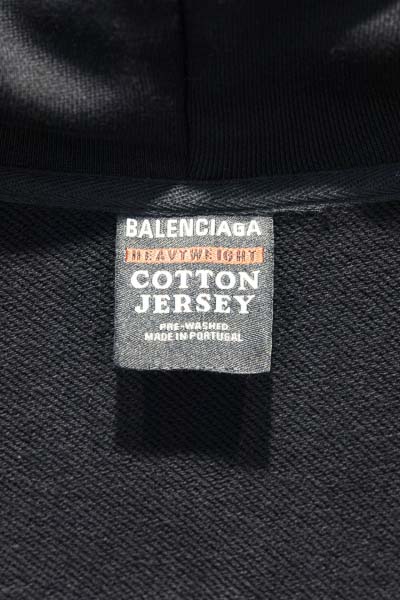 BALENCIAGA
HEAVYWEIGHT
COTTON
JERSEY
PRE-WASHED
MADE IN PORTUGAL